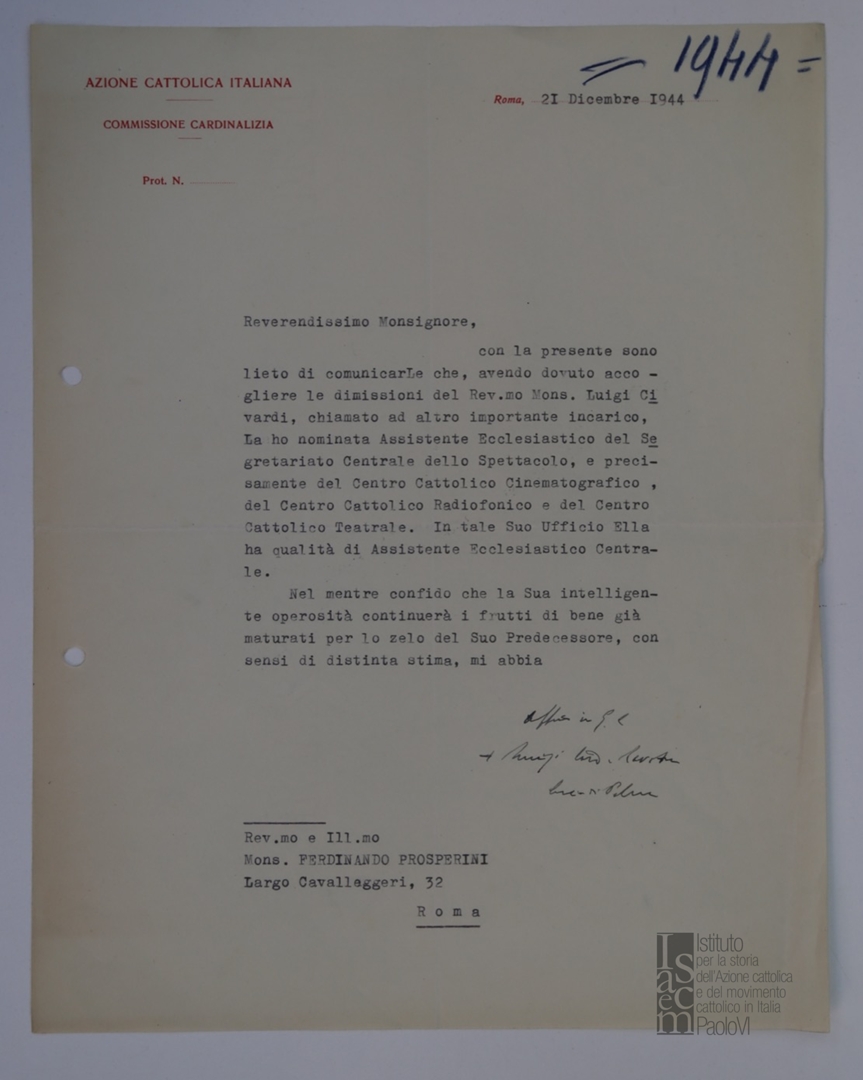 = 1944 =
AZIONE CATTOLICA ITALIANA
COMMISSIONE CARDINALIZIA
Prot. N.
Roma, 21 Dicembre 1944
Reverendissimo Monsignore,
con la presente sono
lieto di comunicarLe che, avendo dovuto acco -
gliere le dimissioni del Rev.mo Mons. Luigi Ci
vardi, chiamato ad altro importante incarico,
La ho nominata Assistente Ecclesiastico del Se
gretariato Centrale dello Spettacolo, e preci-
samente del Centro Cattolico Cinematografico ,
del Centro Cattolico Radiofonico e del Centro
Cattolico Teatrale. In tale Suo Ufficio Ella
ha qualità di Assistente Ecclesiastico Centra-
le.
Nel mentre confido che la Sua intelligen-
te operosità continuerà i frutti di bene già
maturati per lo zelo del Suo Predecessore, con
sensi di distinta stima, mi abbia
in
+ Luigi
Rev.mo e Ill.mo
Mons. FERDINANDO PROSPERINI
Largo Cavalleggeri, 32
Roma
Isacem
Istituto
per la storia
dell'Azione cattolica
e del movimento
cattolico in Italia
PaoloVI